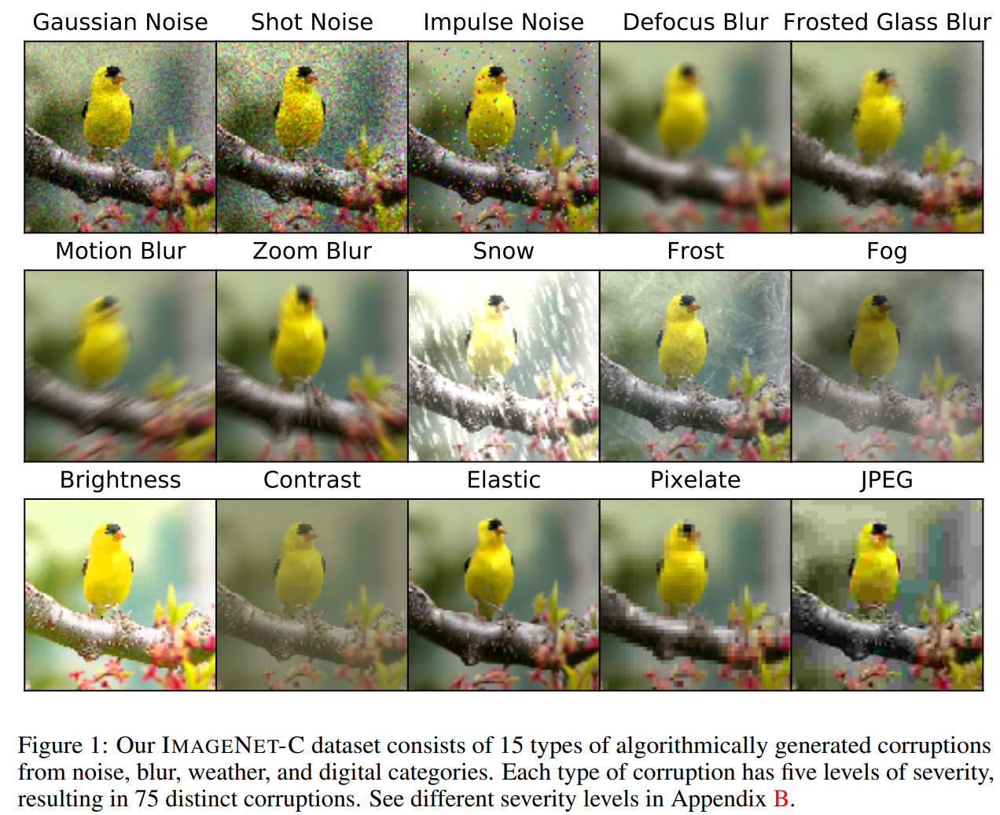 Gaussian Noise Shot Noise Impulse Noise Defocus Blur Frosted Glass Blur
Motion Blur Zoom Blur Snow Frost Fog
Brightness Contrast Elastic Pixelate JPEG
Figure 1: Our IMAGENET-C dataset consists of 15 types of algorithmically generated corruptions
from noise, blur, weather, and digital categories. Each type of corruption has five levels of severity,
resulting in 75 distinct corruptions. See different severity levels in Appendix B.